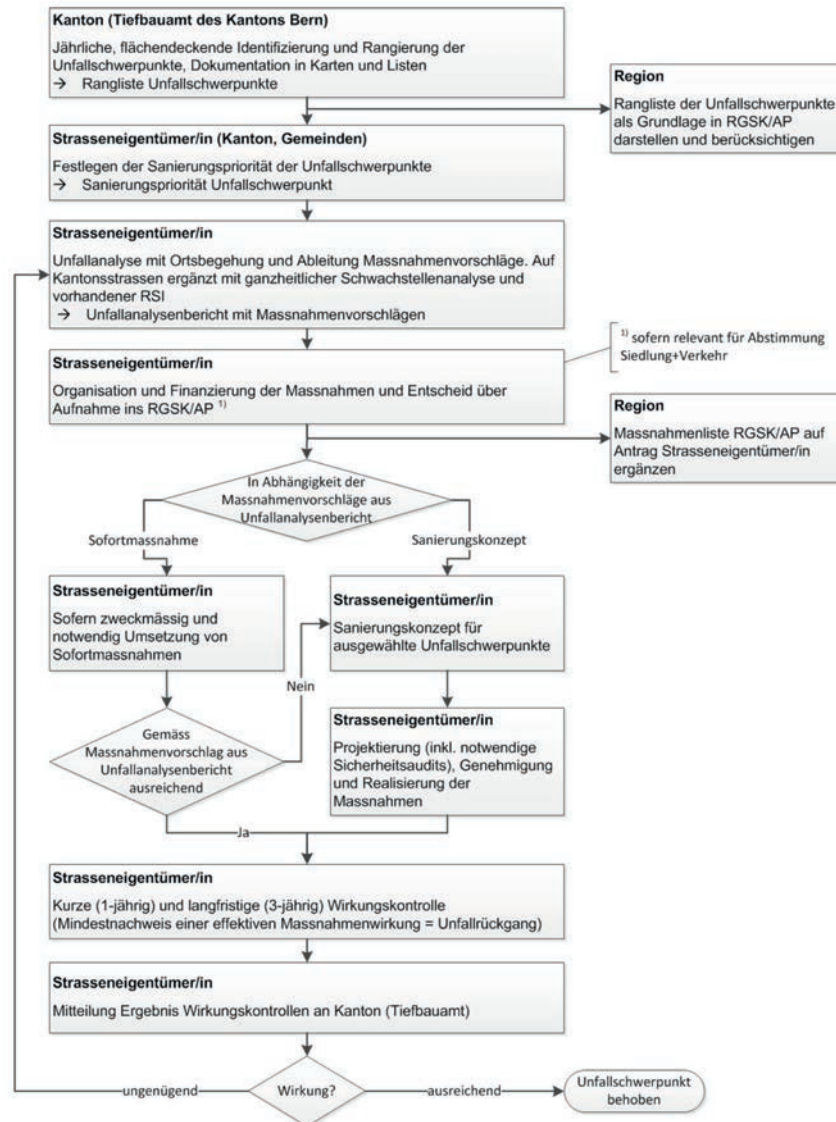 Kanton (Tiefbauamt des Kantons Bern)
Jährliche, flächendeckende Identifizierung und Rangierung der
Unfallschwerpunkte, Dokumentation in Karten und Listen
→ Rangliste Unfallschwerpunkte
Region
Rangliste der Unfallschwerpunkte
als Grundlage in RGSK/AP
darstellen und berücksichtigen
Strasseneigentümer/in (Kanton, Gemeinden)
Festlegen der Sanierungspriorität der Unfallschwerpunkte
→ Sanierungspriorität Unfallschwerpunkt
Strasseneigentümer/in
Unfallanalyse mit Ortsbegehung und Ableitung Massnahmenvorschläge. Auf
Kantonsstrassen ergänzt mit ganzheitlicher Schwachstellenanalyse und
vorhandener RSI
→ Unfallanalysenbericht mit Massnahmenvorschlägen
Strasseneigentümer/in
Organisation und Finanzierung der Massnahmen und Entscheid über
Aufnahme ins RGSK/AP 1)
1) sofern relevant für Abstimmung
Siedlung+Verkehr
Region
Massnahmenliste RGSK/AP auf
Antrag Strasseneigentümer/in
ergänzen
In Abhängigkeit der
Massnahmenvorschläge aus
Unfallanalysenbericht
Sofortmassnahme
Sanierungskonzept
Strasseneigentümer/in
Sofern zweckmässig und
notwendig Umsetzung von
Sofortmassnahmen
Strasseneigentümer/in
Sanierungskonzept für
ausgewählte Unfallschwerpunkte
Nein
Gemäss
Massnahmenvorschlag aus
Unfallanalysenbericht
ausreichend
Strasseneigentümer/in
Projektierung (inkl. notwendige
Sicherheitsaudits), Genehmigung
und Realisierung der
Massnahmen
Ja
Strasseneigentümer/in
Kurze (1-jährig) und langfristige (3-jährig) Wirkungskontrolle
(Mindestnachweis einer effektiven Massnahmenwirkung = Unfallrückgang)
Strasseneigentümer/in
Mitteilung Ergebnis Wirkungskontrollen an Kanton (Tiefbauamt)
ungenügend
Wirkung?
ausreichend
Unfallschwerpunkt
behoben